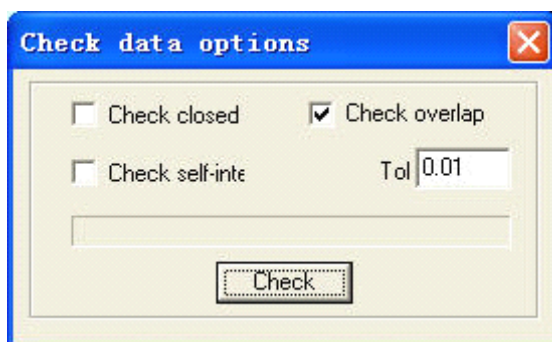 Check data options
Check closed
Check overlap
Check self-inte
Tol 0.01
Check